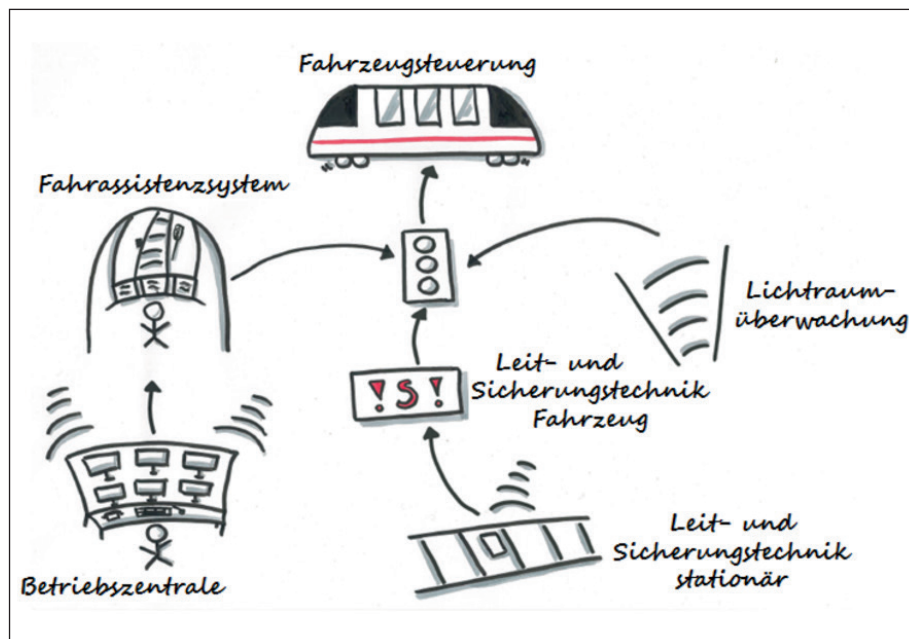 Fahrzeugsteuerung
Fahrassistenzsystem
Lichtraum-
überwachung
Leit- und
Sicherungstechnik
Fahrzeug
!S!
Leit- und
Sicherungstechnik
stationär
Betriebszentrale